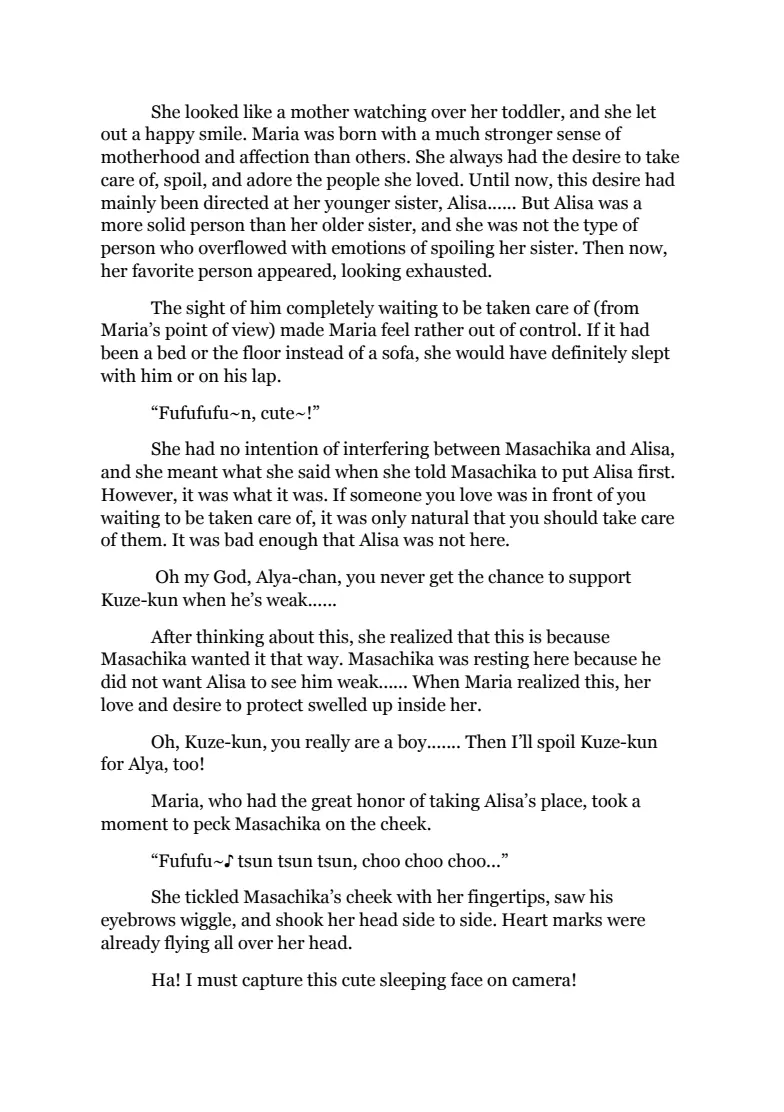 She looked like a mother watching over her toddler, and she let
out a happy smile. Maria was born with a much stronger sense of
motherhood and affection than others. She always had the desire to take
care of, spoil, and adore the people she loved. Until now, this desire had
mainly been directed at her younger sister, Alisa...... But Alisa was a
more solid person than her older sister, and she was not the type of
person who overflowed with emotions of spoiling her sister. Then now,
her favorite person appeared, looking exhausted.
The sight of him completely waiting to be taken care of (from
Maria’s point of view) made Maria feel rather out of control. If it had
been a bed or the floor instead of a sofa, she would have definitely slept
with him or on his lap.
“Fufufufu~n, cute~!”
She had no intention of interfering between Masachika and Alisa,
and she meant what she said when she told Masachika to put Alisa first.
However, it was what it was. If someone you love was in front of you
waiting to be taken care of, it was only natural that you should take care
of them. It was bad enough that Alisa was not here.
Oh my God, Alya-chan, you never get the chance to support
Kuze-kun when he’s weak......
After thinking about this, she realized that this is because
Masachika wanted it that way. Masachika was resting here because he
did not want Alisa to see him weak...... When Maria realized this, her
love and desire to protect swelled up inside her.
Oh, Kuze-kun, you really are a boy....... Then I’ll spoil Kuze-kun
for Alya, too!
Maria, who had the great honor of taking Alisa’s place, took a
moment to peck Masachika on the cheek.
“Fufufu~♪ tsun tsun tsun, choo choo choo...”
She tickled Masachika’s cheek with her fingertips, saw his
eyebrows wiggle, and shook her head side to side. Heart marks were
already flying all over her head.
Ha! I must capture this cute sleeping face on camera!